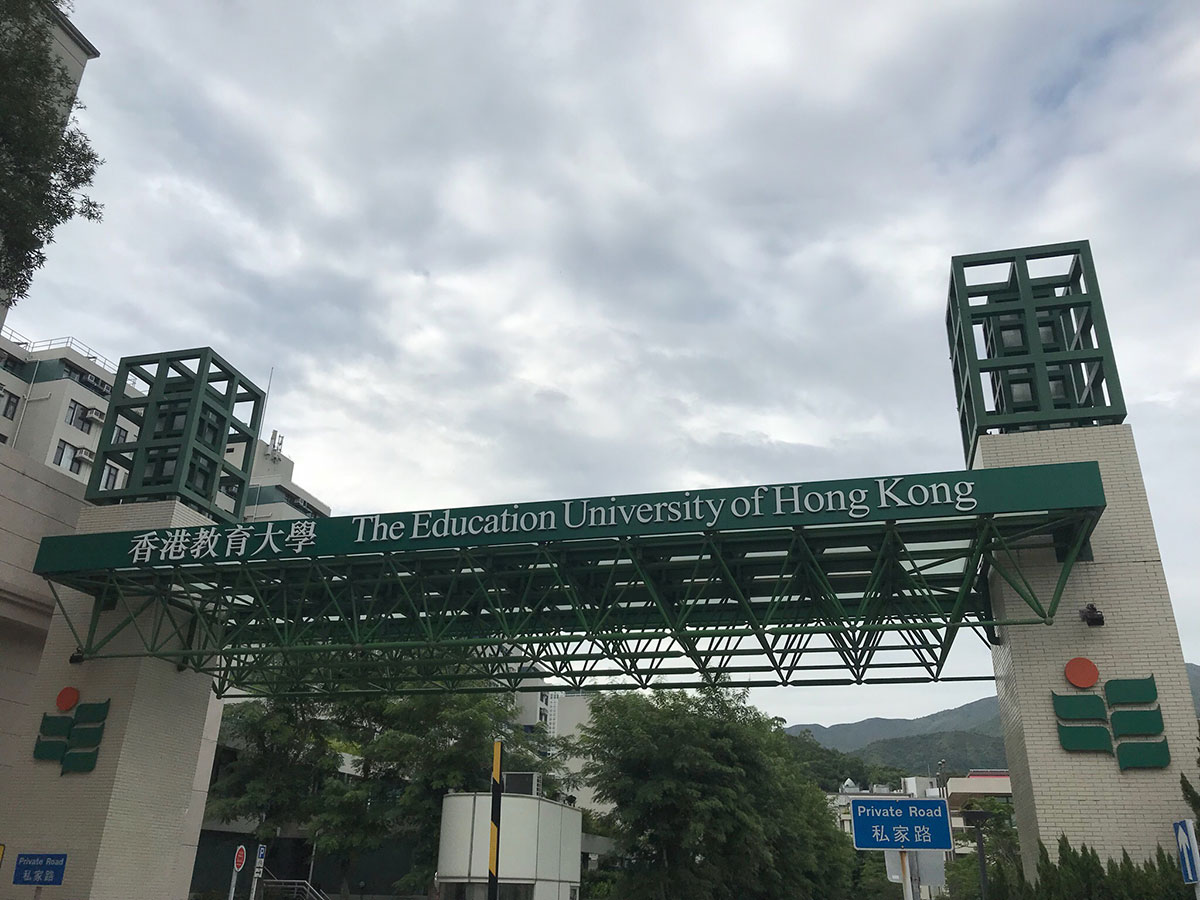 香港教育大學 The Education University of Hong Kong
Private Road
私家路
Private Road
私家路